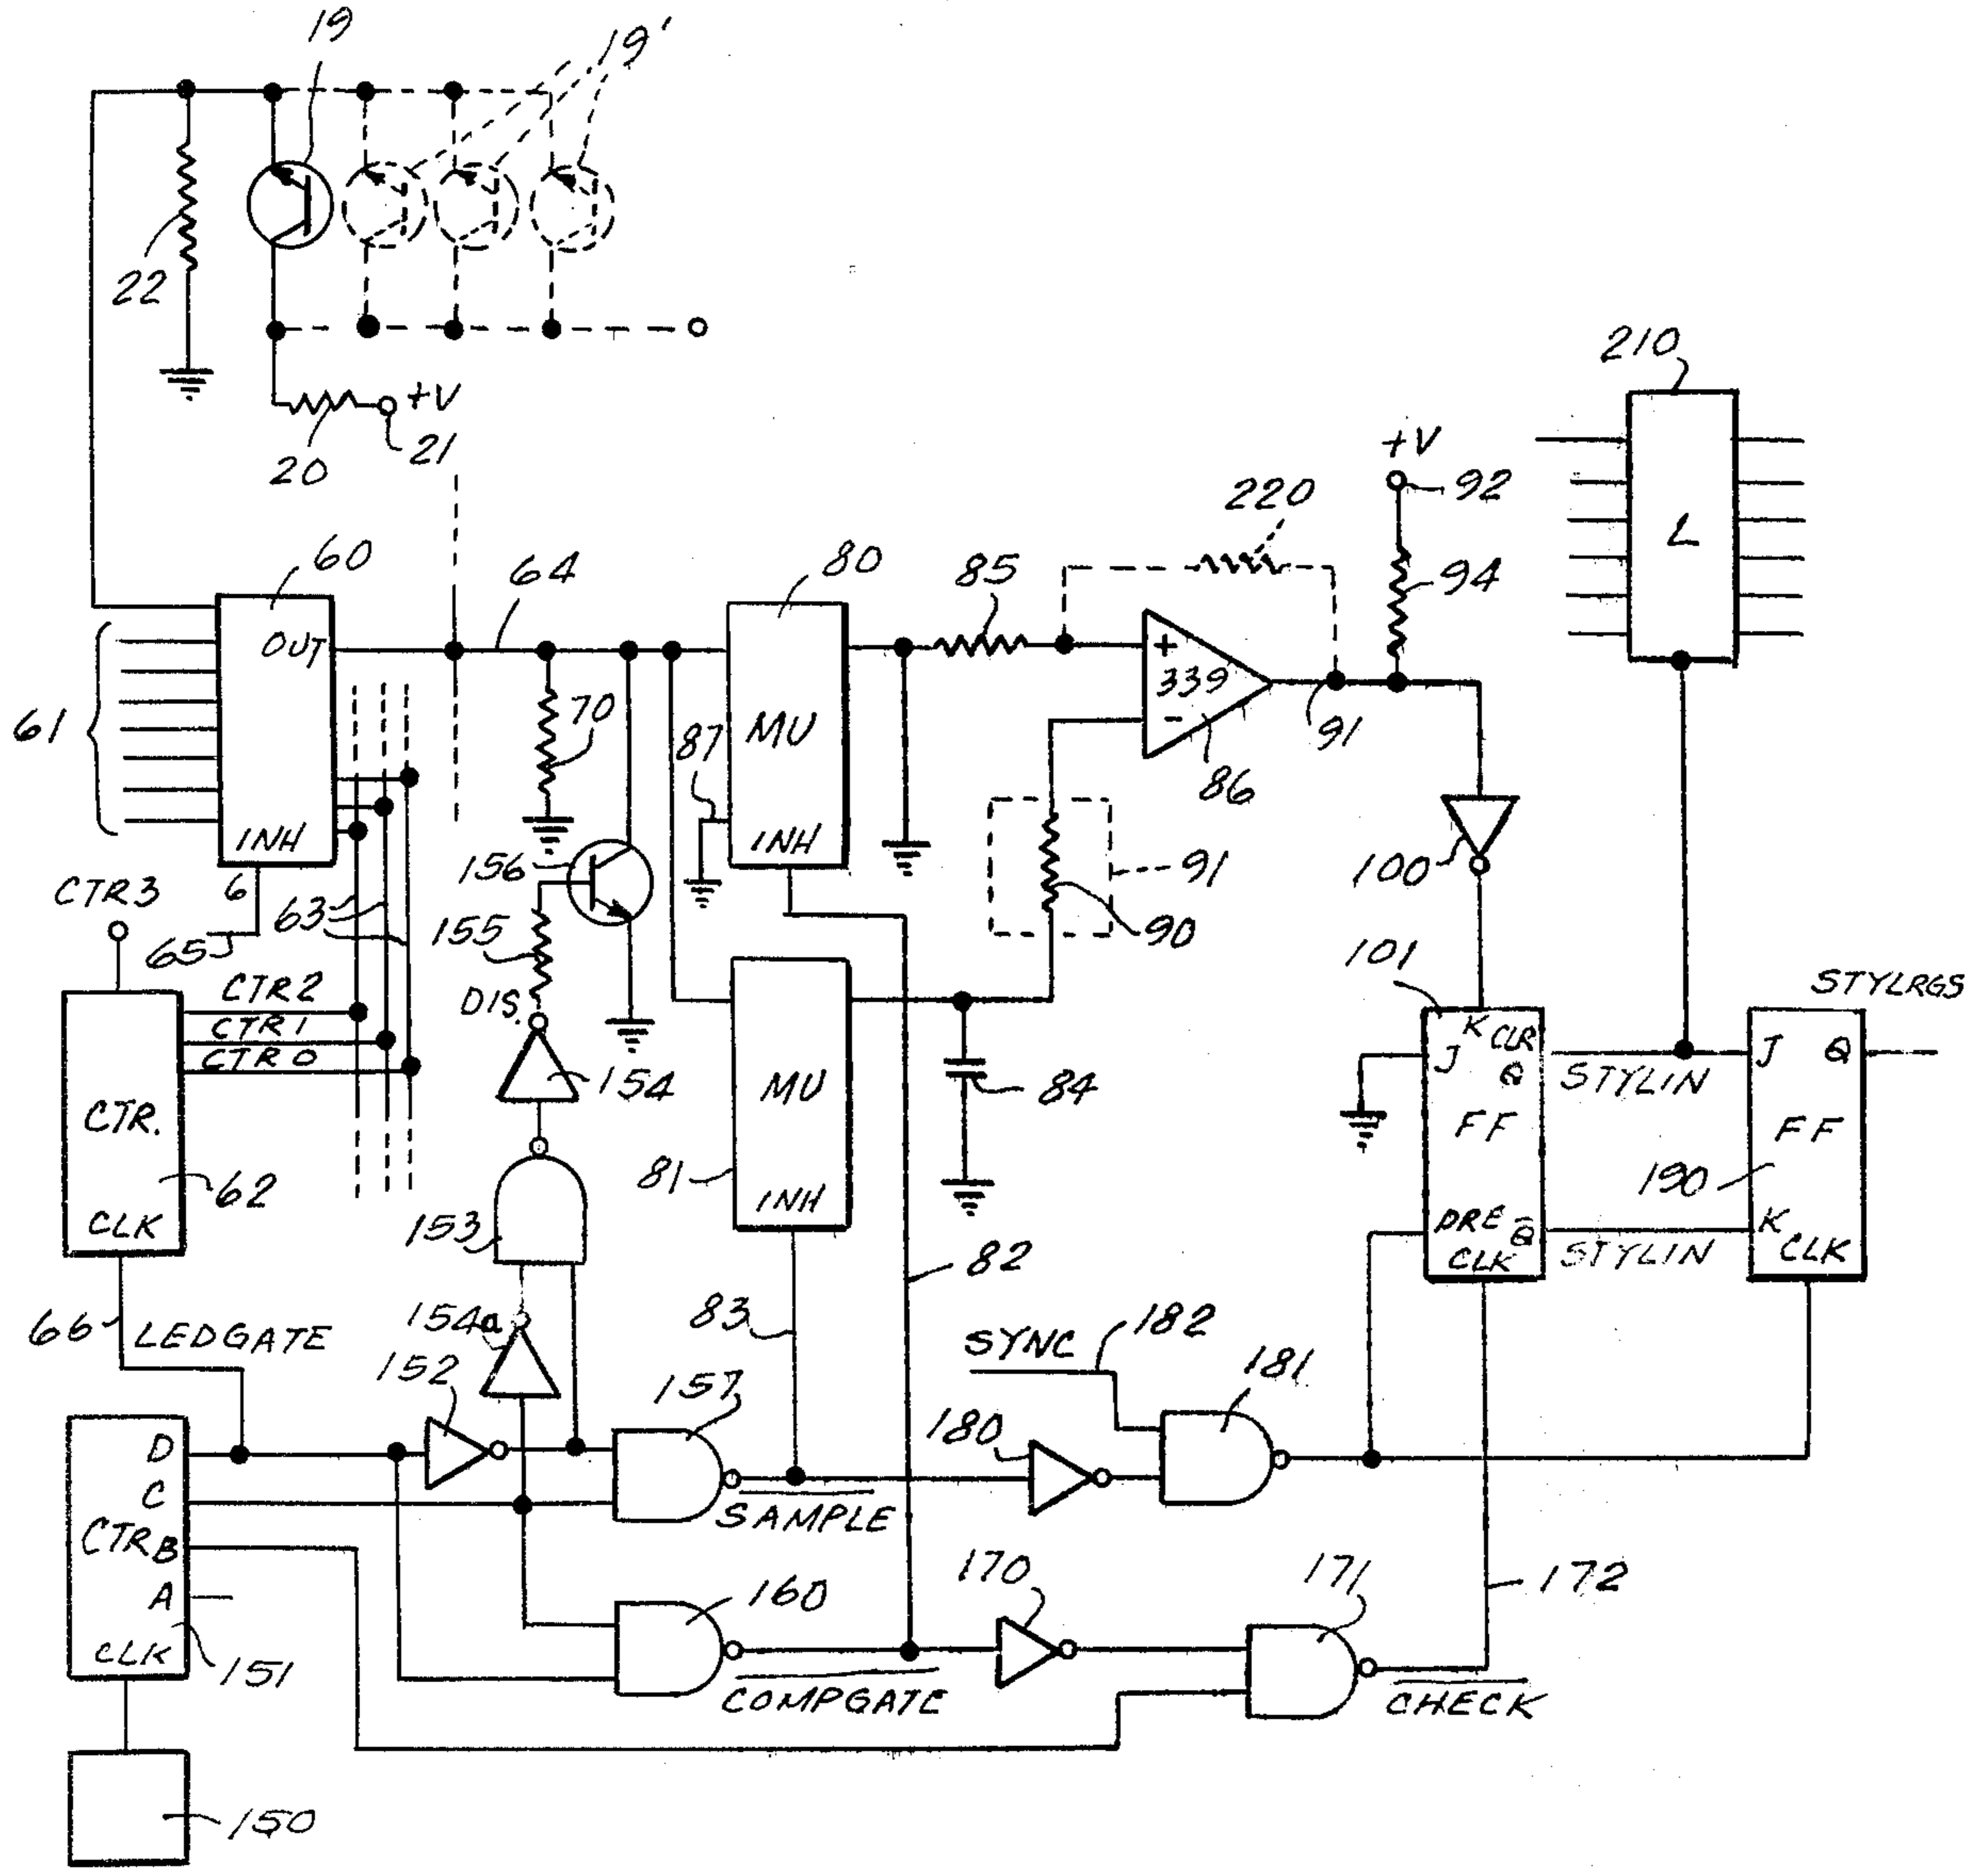 19
19'
22
+V
20
21
210
+V
92
220
60
64
80
85
94
L
OUT
+
339
-
61
70
87
MU
91
86
INH
INH
156
91
100
CTR3
6
63
155
90
65
101
CTR2
DIS.
STYLRGS
CTR1
K CLR
J
Q
J Q
CTR0
154
MU
84
STYLIN
CTR.
FF
FF
62
81
190
CLK
153
INH
PRE
Q̅
K
CLK
CLK
STYLIN
82
66
LEDGATE
154a
83
SYNC
182
152
157
181
180
D
C
SAMPLE
CTR
B
170
171
172
A
160
CLK
151
COMPGATE
CHECK
150